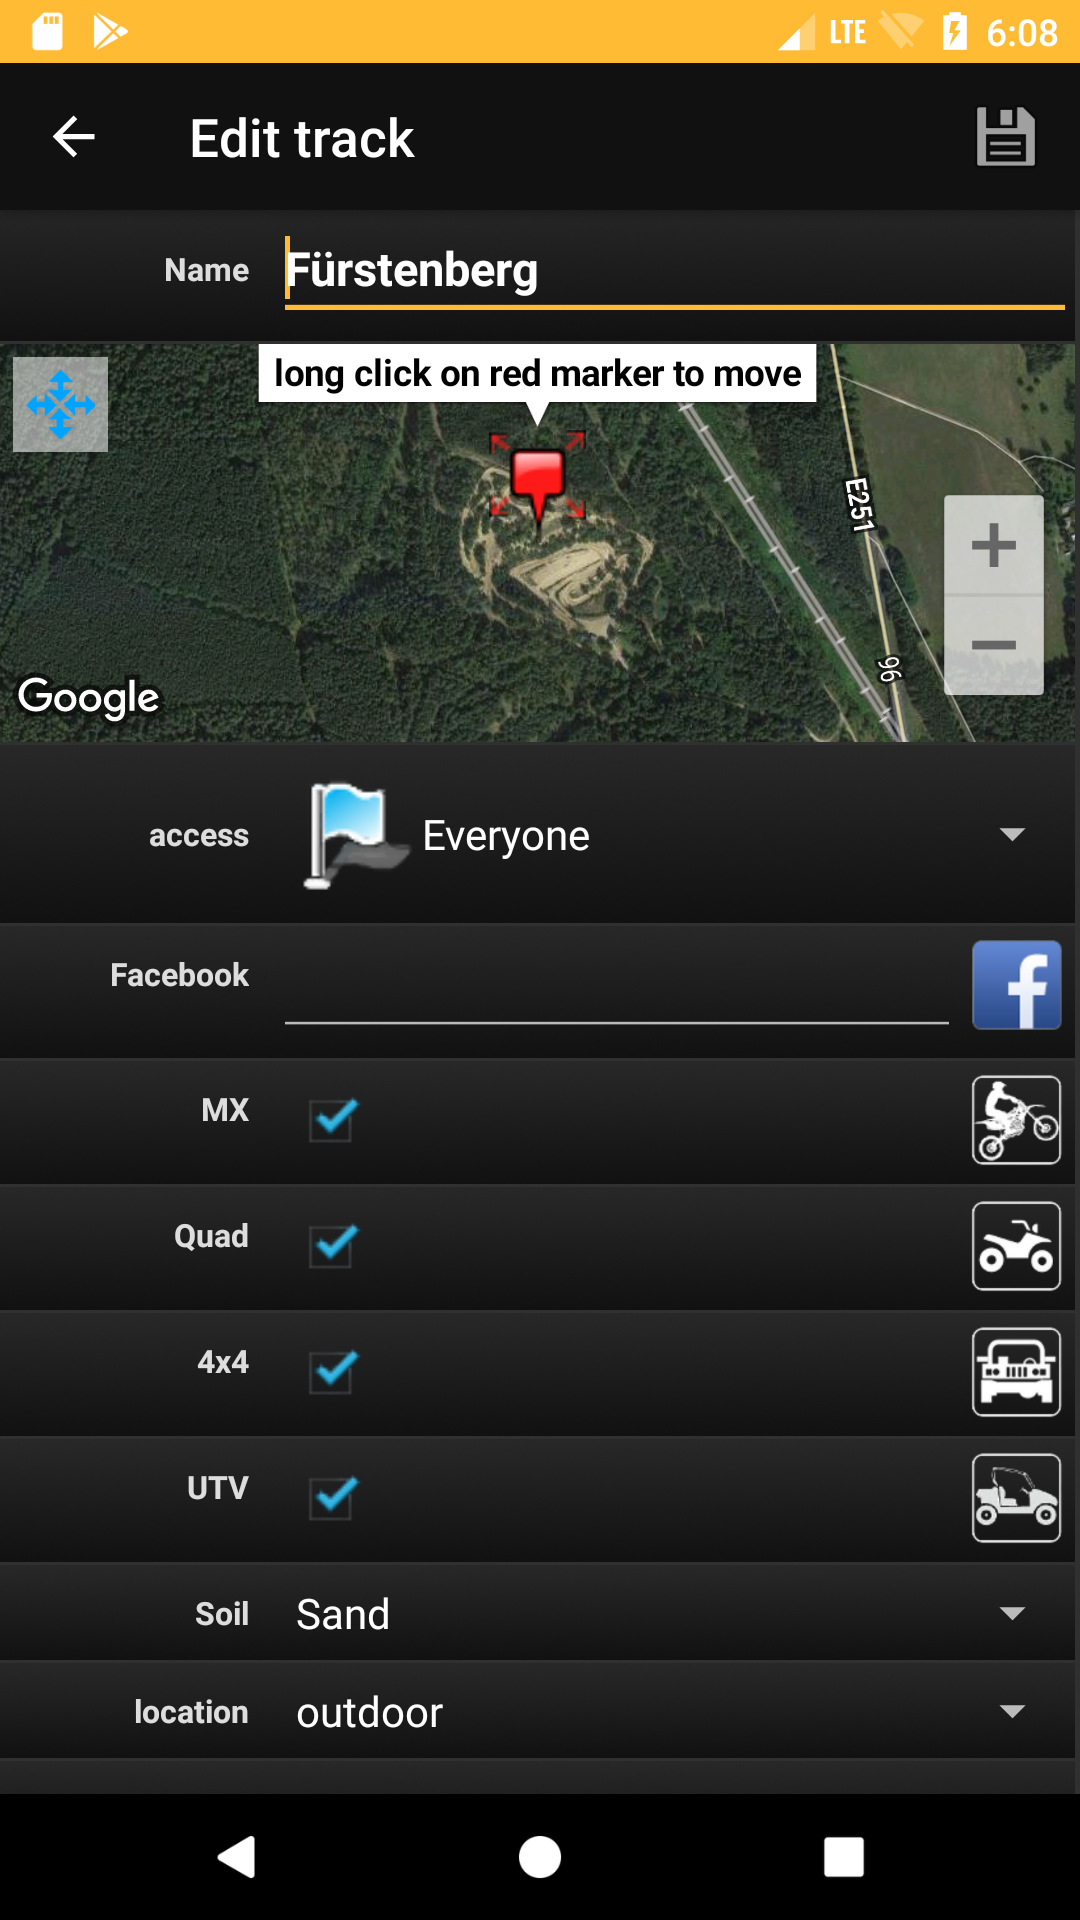 LTE 6:08
Edit track
Name Fürstenberg
long click on red marker to move
E251
96
Google
access Everyone
Facebook
MX
Quad
4x4
UTV
Soil Sand
location outdoor